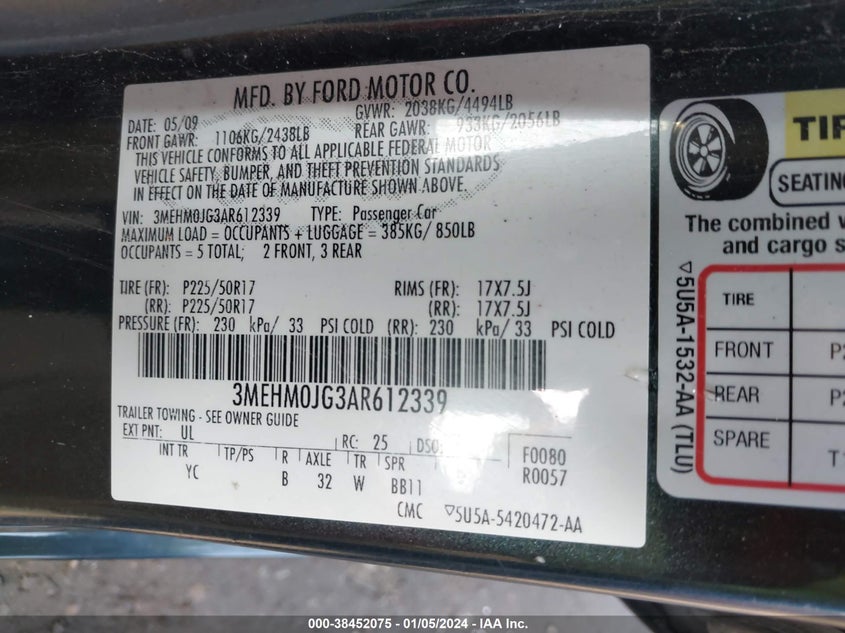 MFD. BY FORD MOTOR CO.
DATE: 05/09 GVWR: 2038KG/4494LB
FRONT GAWR: 1106KG/2438LB REAR GAWR: 933KG/2056LB
THIS VEHICLE CONFORMS TO ALL APPLICABLE FEDERAL MOTOR
VEHICLE SAFETY, BUMPER, AND THEFT PREVENTION STANDARDS
IN EFFECT ON THE DATE OF MANUFACTURE SHOWN ABOVE.
VIN: 3MEHM0JG3AR612339 TYPE: Passenger Car
MAXIMUM LOAD = OCCUPANTS + LUGGAGE = 385KG/ 850LB
OCCUPANTS = 5 TOTAL; 2 FRONT, 3 REAR
TIRE (FR): P225/50R17 RIMS (FR): 17X7.5J
(RR): P225/50R17 (RR): 17X7.5J
PRESSURE (FR): 230 kPa/ 33 PSI COLD (RR): 230 kPa/ 33 PSI COLD
3MEHM0JG3AR612339
TRAILER TOWING - SEE OWNER GUIDE
EXT PNT: UL RC: 25 DSO: F0080
INT TR TP/PS R AXLE TR SPR R0057
YC B 32 W BB11
CMC ▽5U5A-5420472-AA
SEATING
The combined
and cargo
TIRE
FRONT
REAR
SPARE
▽5U5A-1532-AA (TLU)
000-38452075 - 01/05/2024 - IAA Inc.